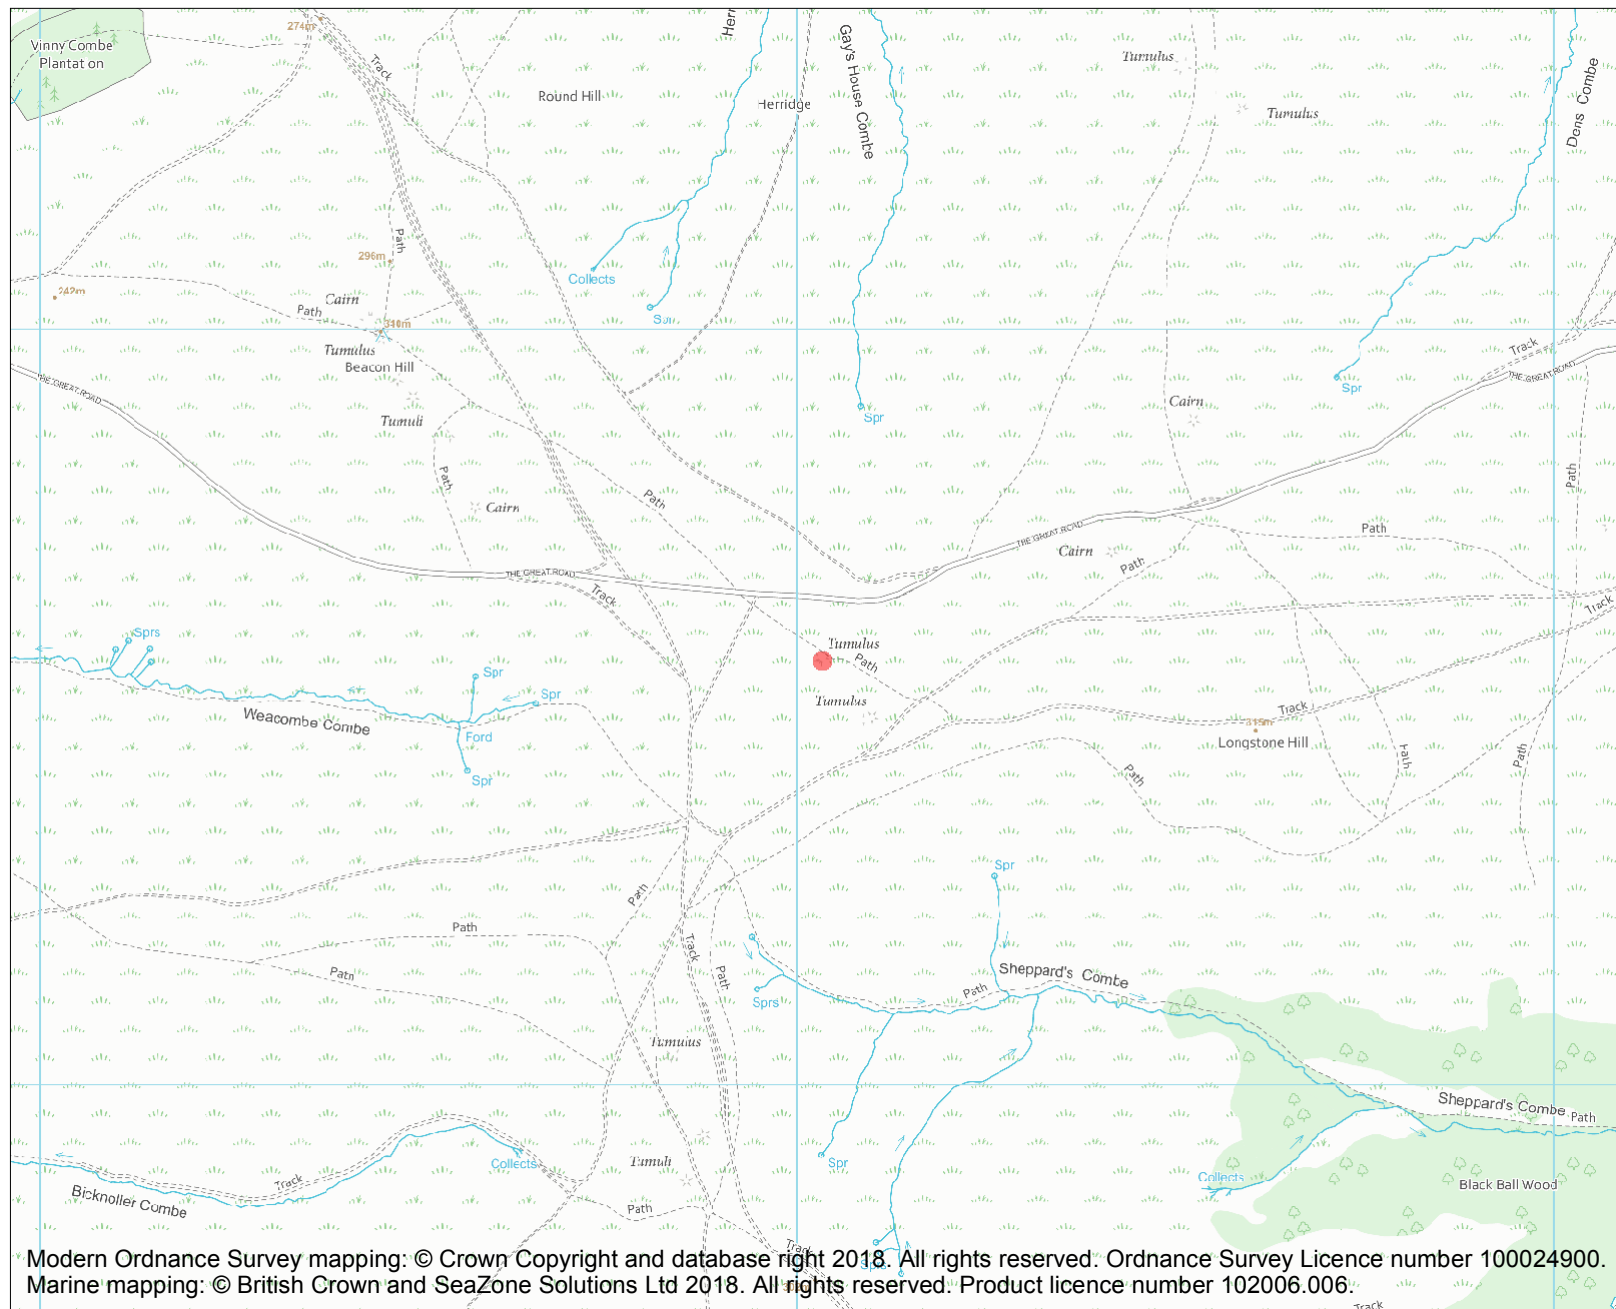 274m
Track
Vinny Combe
Plantat on
Round Hill
Herridge
Gay's House Combe
Tumulus
Tumulus
Dens Combe
Path
296m
Collects
242m
Cairn
Path
310m
Tumulus
Beacon Hill
Tumuli
Spr
Spr
Cairn
Track
THE GREAT ROAD
THE GREAT ROAD
Path
Path
Path
Cairn
THE GREAT ROAD
Path
Cairn
Path
THE GREAT ROAD
Track
Track
Sprs
Tumulus
Path
Spr
Spr
Tumulus
Weacombe Combe
Ford
Spr
Track
315m
Longstone Hill
Path
Path
Spr
Path
Path
Path
Track
Path
Sheppard's Combe
Path
Sprs
Tumulus
Sheppard's Combe
Path
Collects
Spr
Tumuli
Track
Bicknoller Combe
Collects
Black Ball Wood
Path
Track
Modern Ordnance Survey mapping: © Crown Copyright and database right 2018. All rights reserved. Ordnance Survey Licence number 100024900.
Marine mapping: © British Crown and SeaZone Solutions Ltd 2018. All rights reserved. Product licence number 102006.006.
Track